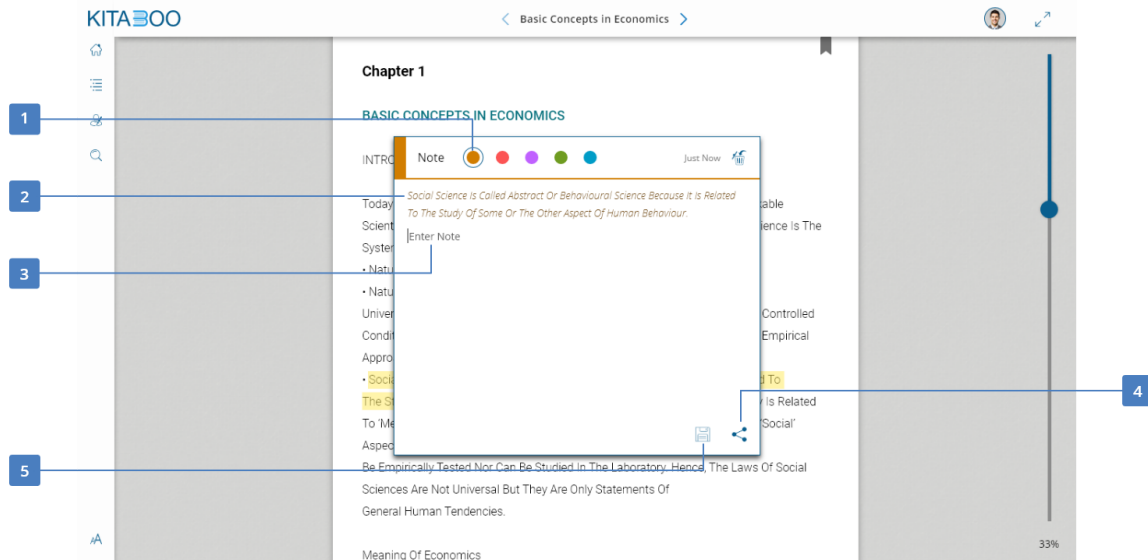 KITABOO
Basic Concepts in Economics
Chapter 1
1
BASIC CONCEPTS IN ECONOMICS
INTRO
Note
Just Now
2
Social Science Is Called Abstract Or Behavioural Science Because It Is Related
To The Study Of Some Or The Other Aspect Of Human Behaviour.
Today
Scient ience Is The
Enter Note
Syster
3
• Natu
• Natu
Univer Controlled
Condit Empirical
Appro
• Socia d To
4
The St Is Related
To 'Me 'Social'
Aspec
5
Be Empirically Tested Nor Can Be Studied In The Laboratory. Hence, The Laws Of Social
Sciences Are Not Universal But They Are Only Statements Of
General Human Tendencies.
AA
33%
Meaning Of Economics